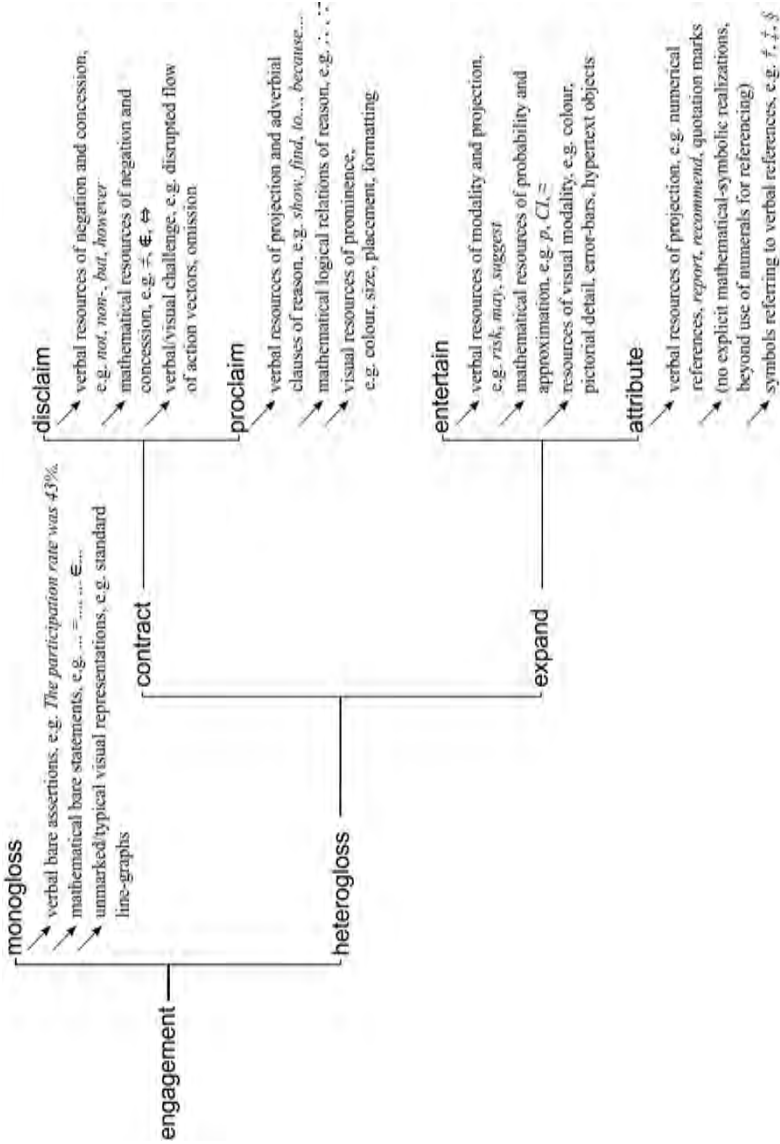 engagement
monogloss
verbal bare assertions, e.g. The participation rate was 43%.
mathematical bare statements, e.g. ... =..., ... ∈...
unmarked/typical visual representations, e.g. standard
line-graphs
heterogloss
contract
disclaim
verbal resources of negation and concession,
e.g. not, non-, but, however
mathematical resources of negation and
concession, e.g. ≠, ∉, ⇔
verbal/visual challenge, e.g. disrupted flow
of action vectors, omission
proclaim
verbal resources of projection and adverbial
clauses of reason, e.g. show, find, to..., because...
mathematical logical relations of reason, e.g. ∴, ∵
visual resources of prominence,
e.g. colour, size, placement, formatting
expand
entertain
verbal resources of modality and projection,
e.g. risk, may, suggest
mathematical resources of probability and
approximation, e.g. p, CI,
resources of visual modality, e.g. colour,
pictorial detail, error-bars, hypertext objects
attribute
verbal resources of projection, e.g. numerical
references, report, recommend, quotation marks
(no explicit mathematical-symbolic realizations,
beyond use of numerals for referencing)
symbols referring to verbal references, e.g. †, ‡, §